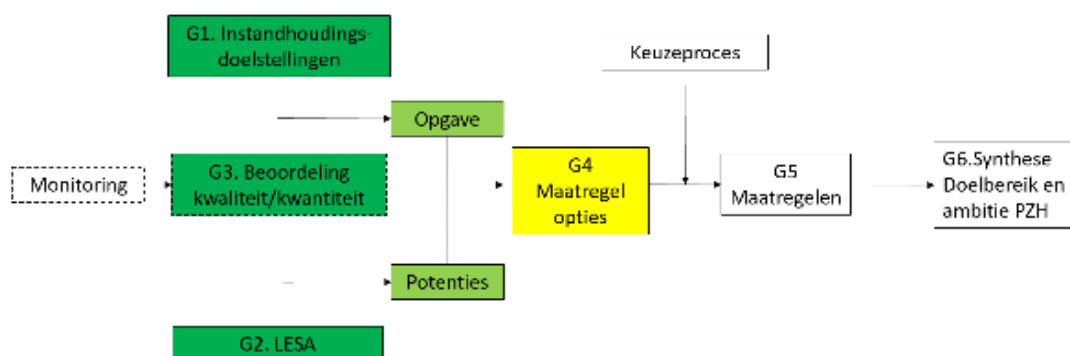 G1. Instandhoudings-
doelstellingen
Keuzeproces
Opgave
Monitoring
G3. Beoordeling
kwaliteit/kwantiteit
G4
Maatregel
opties
G5
Maatregelen
G6.Synthese
Doelbereik en
ambitie PZH
Potenties
G2. LESA